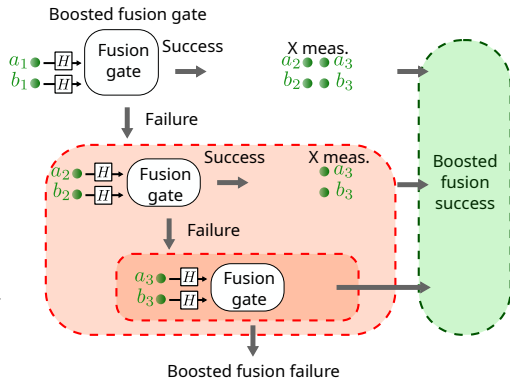 Boosted fusion gate
a₁ H
b₁ H
Fusion
gate
Success
X meas.
a₂ a₃
b₂ b₃
Failure
a₂ H
b₂ H
Fusion
gate
Success
X meas.
a₃
b₃
Boosted
fusion
success
Failure
a₃ H
b₃ H
Fusion
gate
Boosted fusion failure